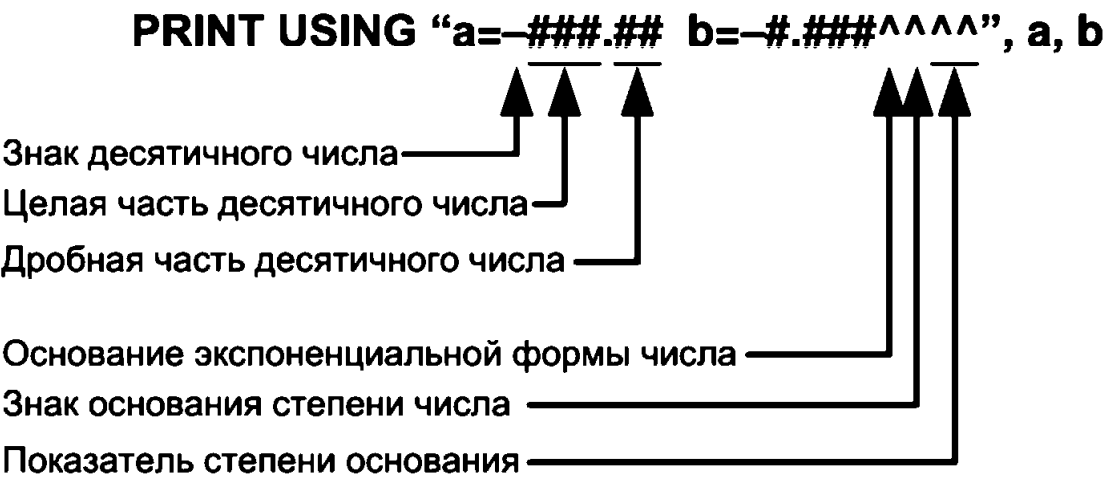 PRINT USING “a=–###.## b=–#.###^^^^”, a, b
Знак десятичного числа
Целая часть десятичного числа
Дробная часть десятичного числа
Основание экспоненциальной формы числа
Знак основания степени числа
Показатель степени основания